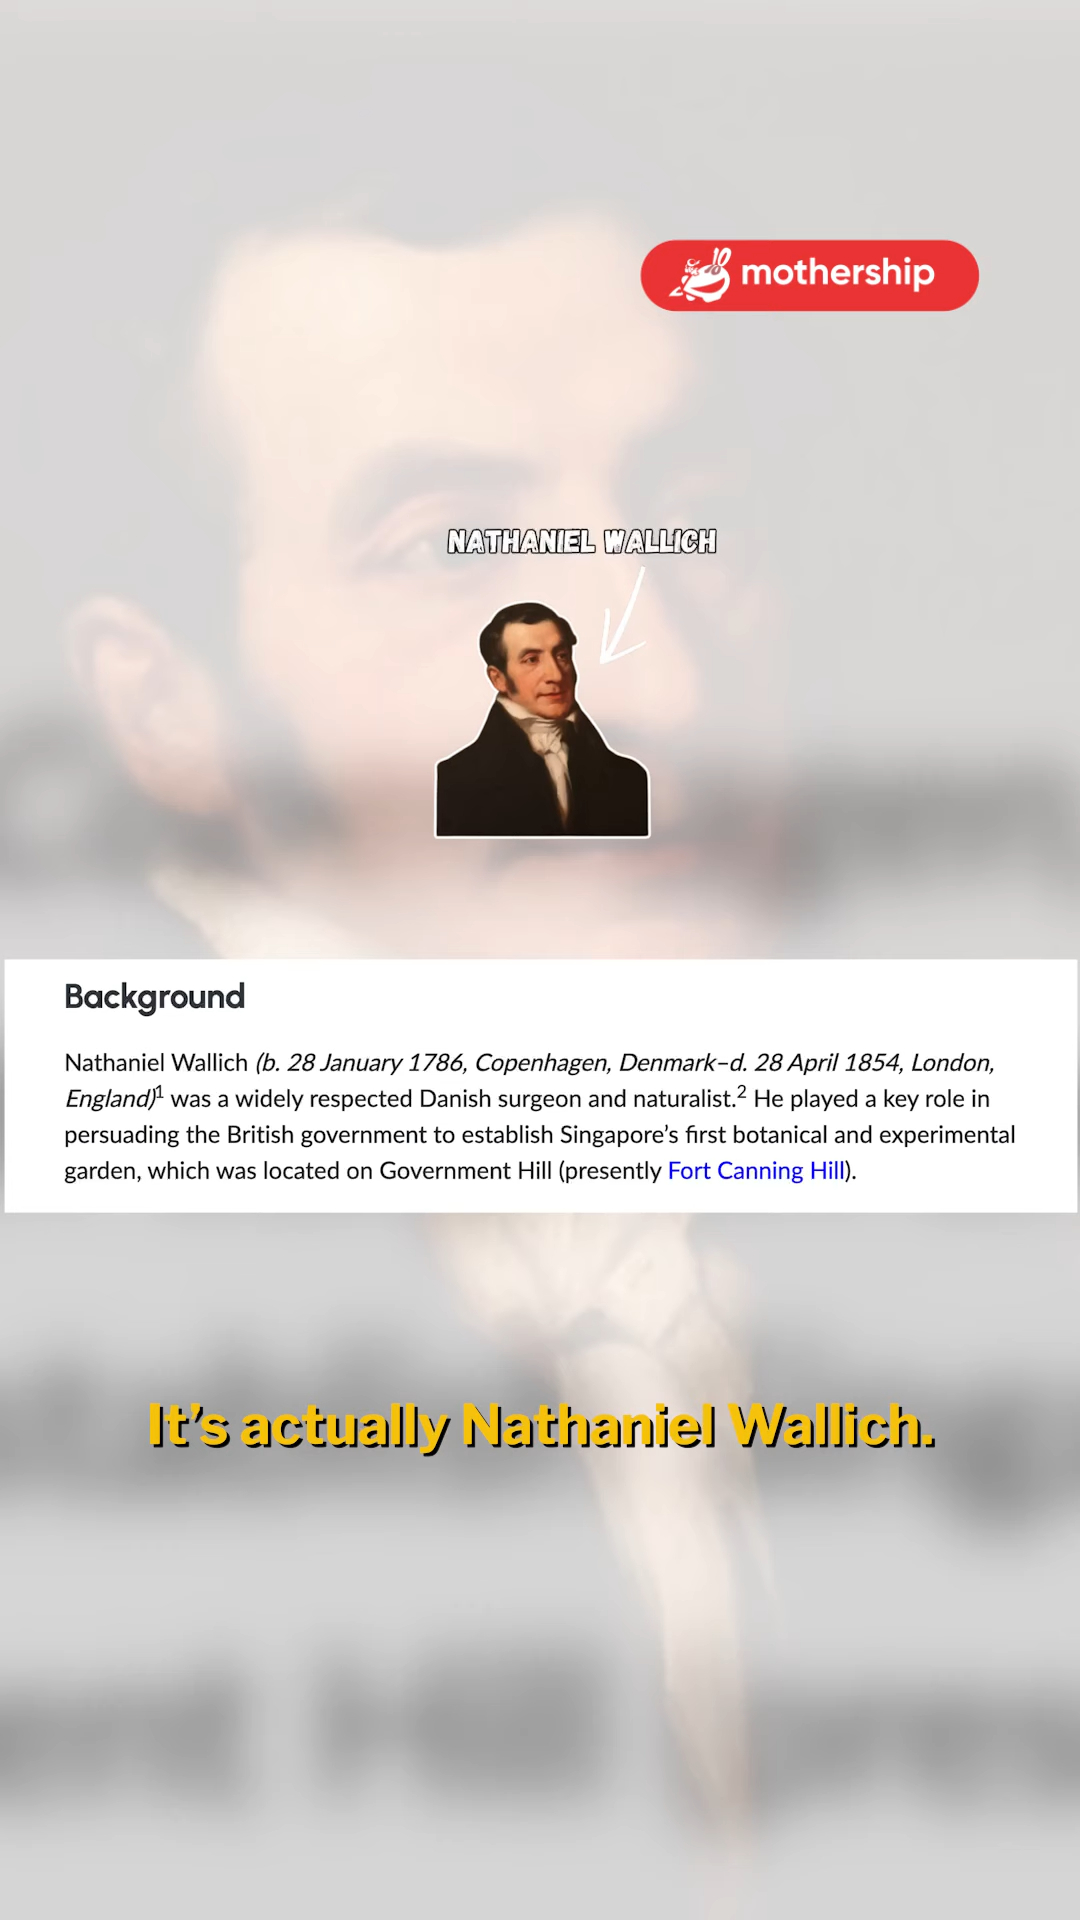 mothership
NATHANIEL WALLICH
Background
Nathaniel Wallich (b. 28 January 1786, Copenhagen, Denmark–d. 28 April 1854, London,
England)1 was a widely respected Danish surgeon and naturalist.2 He played a key role in
persuading the British government to establish Singapore’s first botanical and experimental
garden, which was located on Government Hill (presently Fort Canning Hill).
It’s actually Nathaniel Wallich.